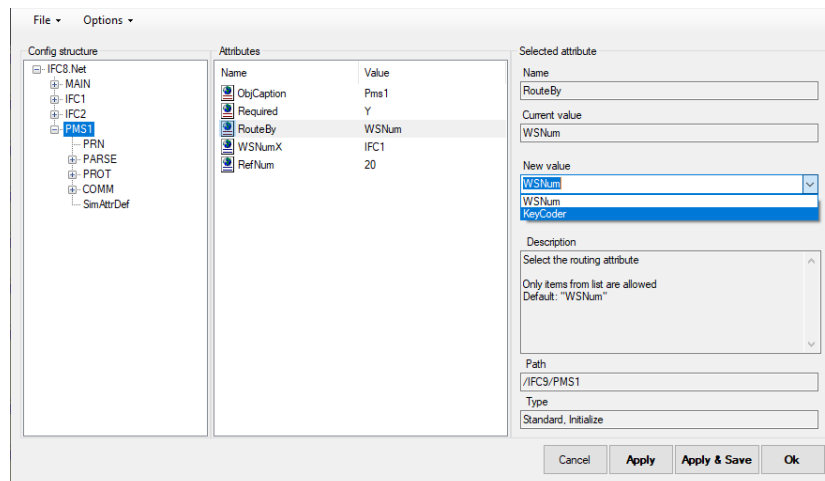 File
Options
Config structure
IFC8.Net
MAIN
IFC1
IFC2
PMS1
PRN
PARSE
PROT
COMM
SimAttrDef
Attributes
Name Value
ObjCaption Pms1
Required Y
RouteBy WSNum
WSNumX IFC1
RefNum 20
Selected attribute
Name
RouteBy
Current value
WSNum
New value
WSNum
WSNum
KeyCoder
Description
Select the routing attribute
Only items from list are allowed
Default: "WSNum"
Path
/IFC9/PMS1
Type
Standard, Initialize
Cancel Apply Apply & Save Ok